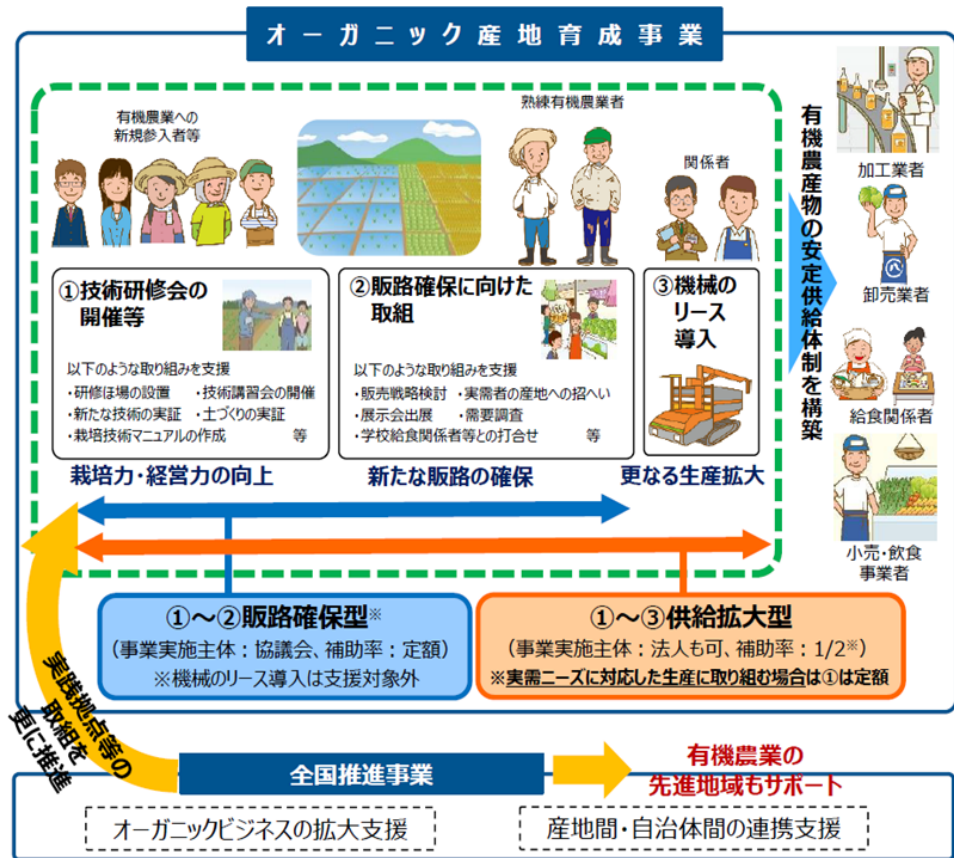 オーガニック産地育成事業
有機農業への
新規参入者等
熟練有機農業者
関係者
①技術研修会の
開催等
以下のような取り組みを支援
・研修ほ場の設置　・技術講習会の開催
・新たな技術の実証　・土づくりの実証
・栽培技術マニュアルの作成　等
栽培力・経営力の向上
②販路確保に向けた
取組
以下のような取り組みを支援
・販売戦略検討　・実需者の産地への招へい
・展示会出展　・需要調査
・学校給食関係者等との打合せ　等
新たな販路の確保
③機械の
リース
導入
更なる生産拡大
①～②販路確保型※
(事業実施主体：協議会、補助率：定額)
※機械のリース導入は支援対象外
①～③供給拡大型
(事業実施主体：法人も可、補助率：1/2※)
※実需ニーズに対応した生産に取り組む場合は①は定額
有機農産物の安定供給体制を構築
加工業者
八
卸売業者
給食関係者
小売・飲食
事業者
実践拠点等の
取組を
更に推進
全国推進事業
有機農業の
先進地域もサポート
オーガニックビジネスの拡大支援
産地間・自治体間の連携支援